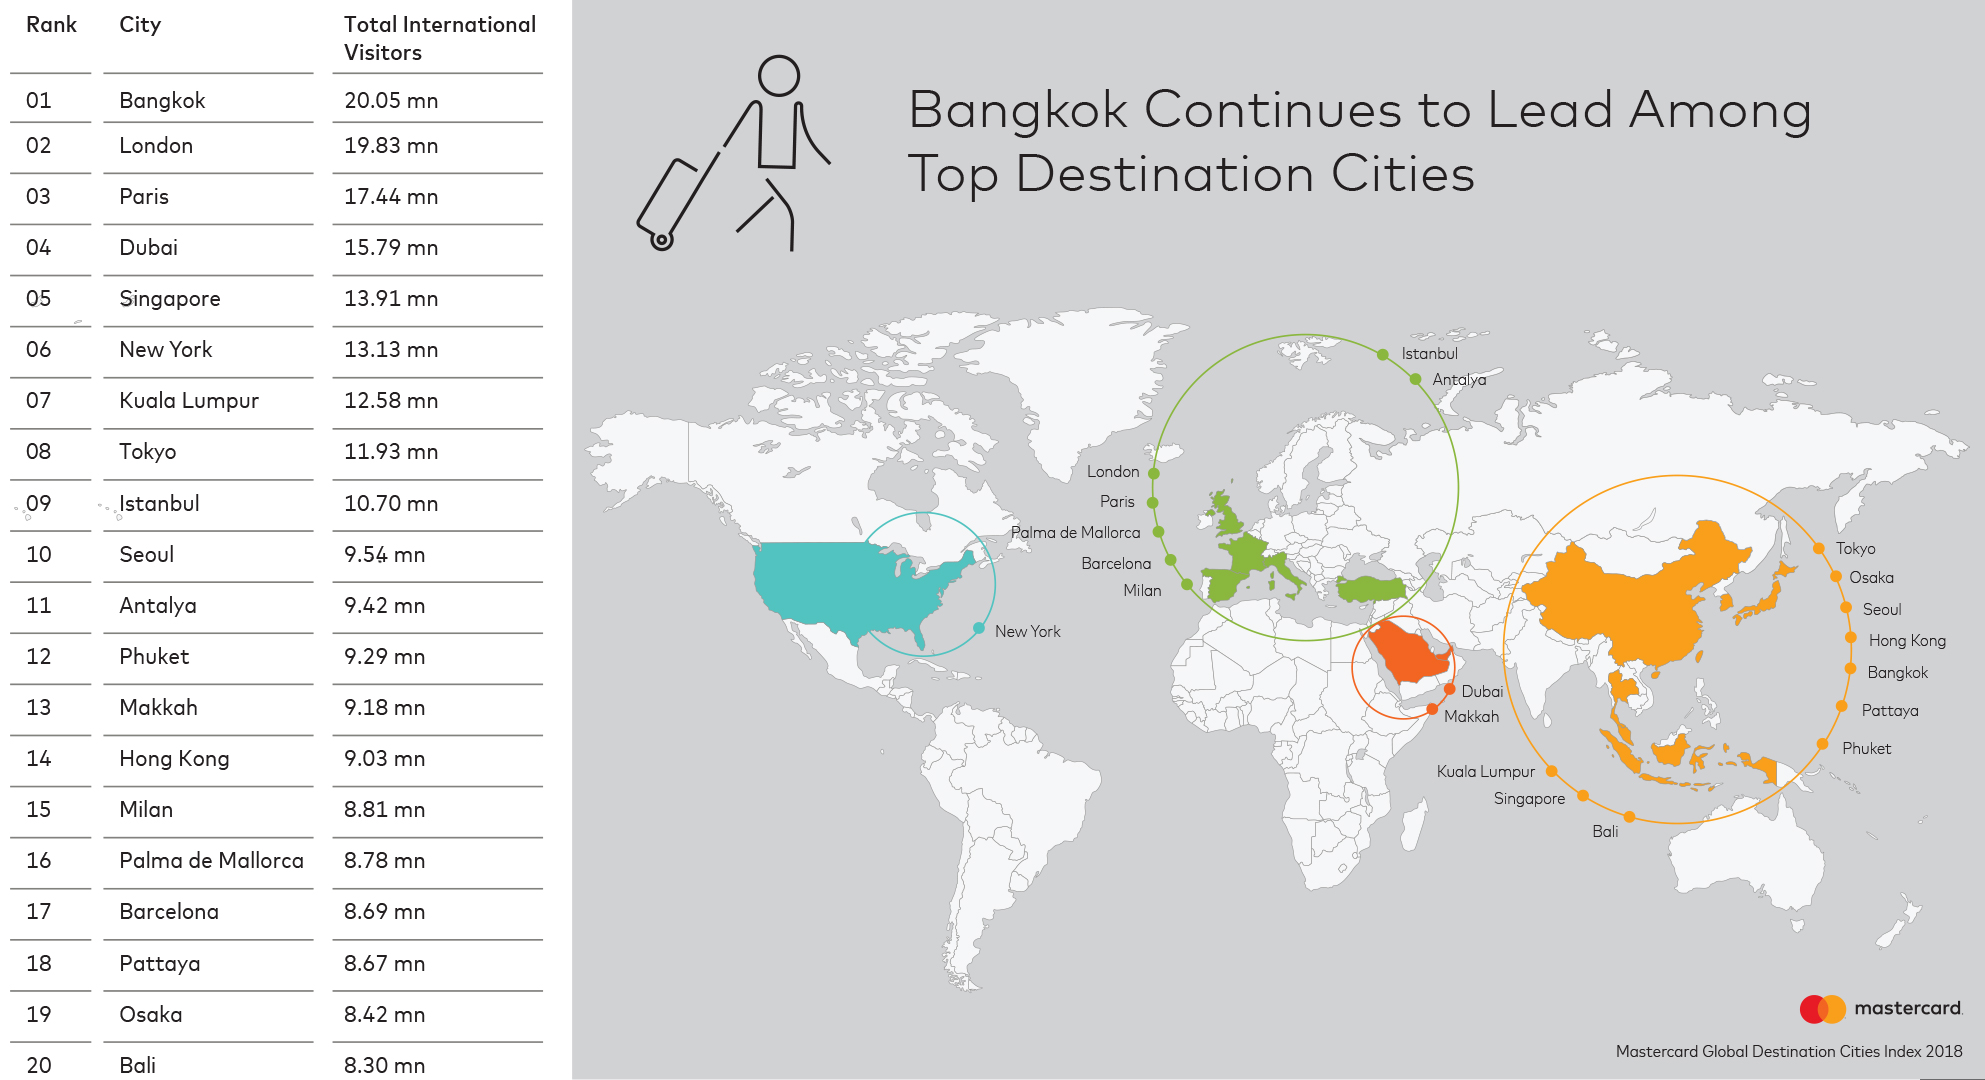 Rank City Total International
Visitors
01 Bangkok 20.05 mn
02 London 19.83 mn
03 Paris 17.44 mn
04 Dubai 15.79 mn
05 Singapore 13.91 mn
06 New York 13.13 mn
07 Kuala Lumpur 12.58 mn
08 Tokyo 11.93 mn
09 Istanbul 10.70 mn
10 Seoul 9.54 mn
11 Antalya 9.42 mn
12 Phuket 9.29 mn
13 Makkah 9.18 mn
14 Hong Kong 9.03 mn
15 Milan 8.81 mn
16 Palma de Mallorca 8.78 mn
17 Barcelona 8.69 mn
18 Pattaya 8.67 mn
19 Osaka 8.42 mn
20 Bali 8.30 mn
Bangkok Continues to Lead Among
Top Destination Cities
Istanbul
Antalya
London
Paris
Palma de Mallorca
Barcelona
Milan
New York
Dubai
Makkah
Tokyo
Osaka
Seoul
Hong Kong
Bangkok
Pattaya
Phuket
Kuala Lumpur
Singapore
Bali
mastercard.
Mastercard Global Destination Cities Index 2018